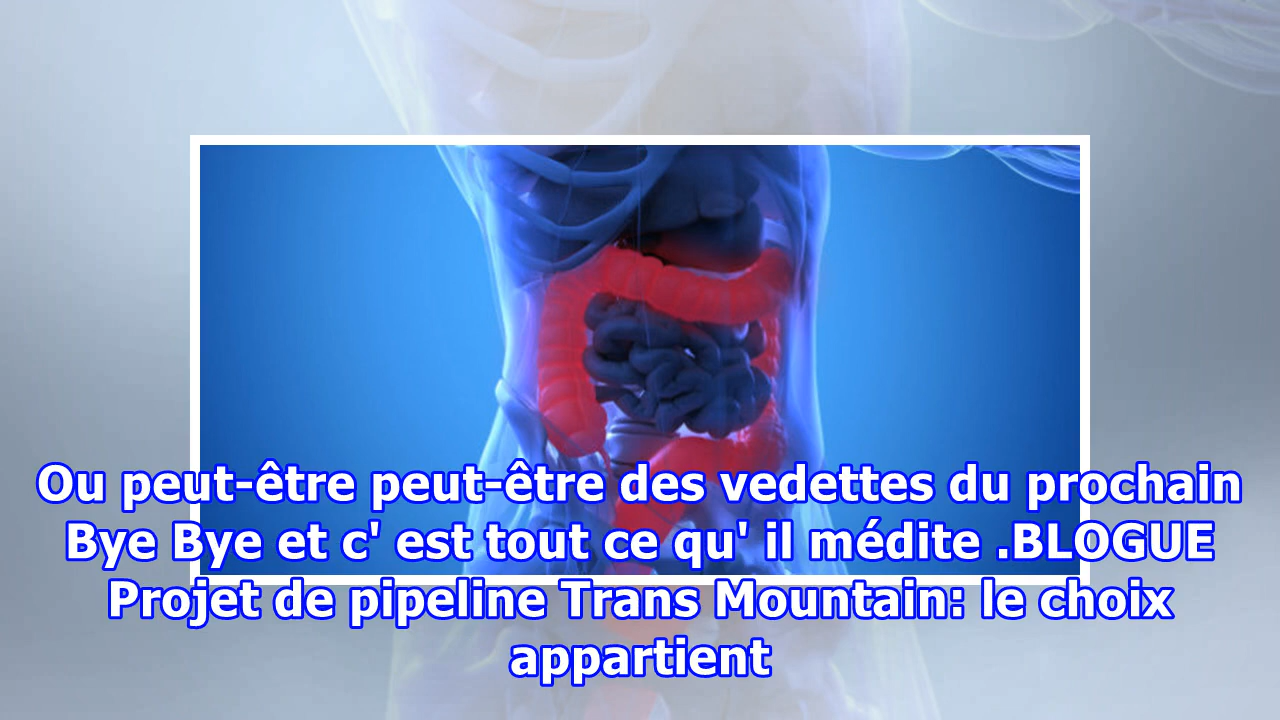 Ou peut-être peut-être des vedettes du prochain
Bye Bye et c' est tout ce qu' il médite .BLOGUE
Projet de pipeline Trans Mountain: le choix
appartient